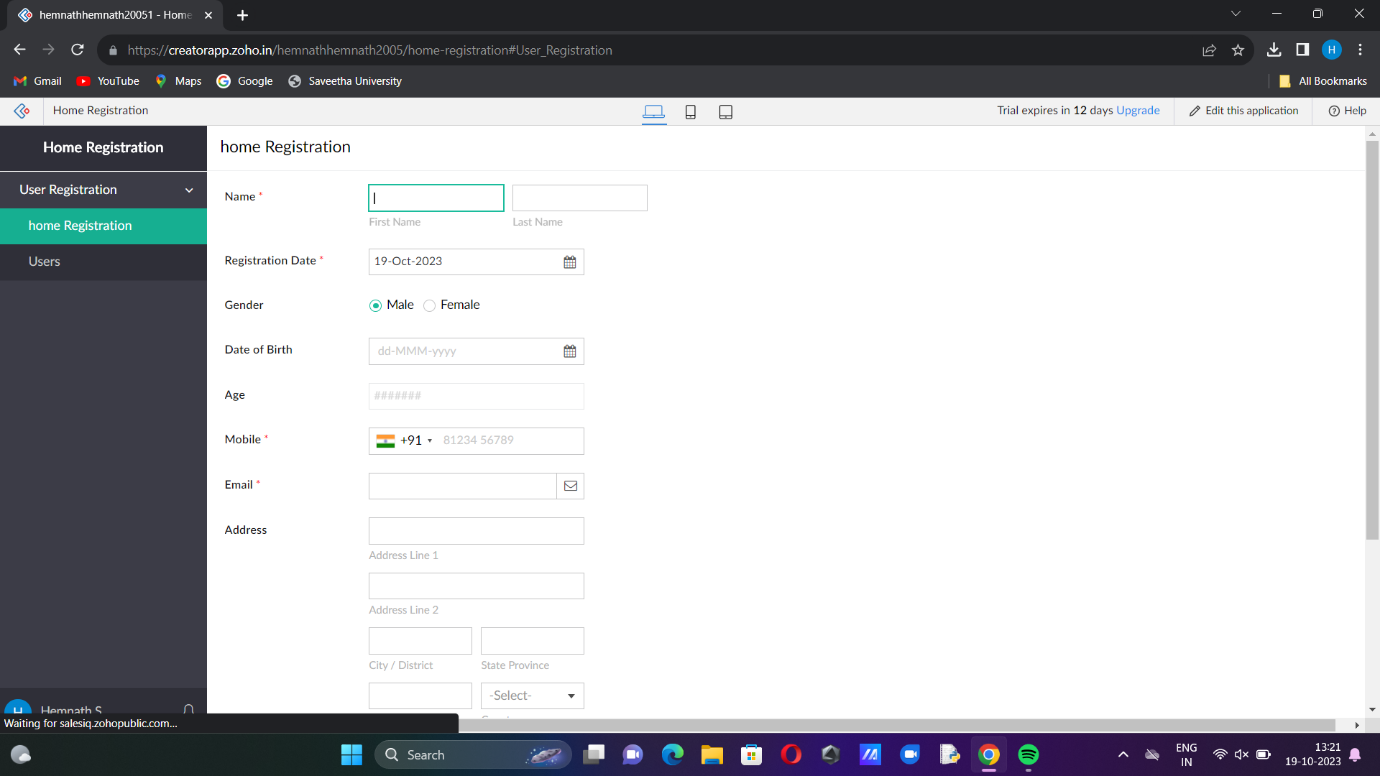 hemnathhemnath20051 - Home
https://creatorapp.zoho.in/hemnathhemnath2005/home-registration#User_Registration
H
Gmail
YouTube
Maps
Google
Saveetha University
All Bookmarks
Home Registration
Trial expires in 12 days Upgrade
Edit this application
Help
Home Registration
home Registration
User Registration
home Registration
Users
Name *
First Name
Last Name
Registration Date *
19-Oct-2023
Gender
Male
Female
Date of Birth
dd-MMM-yyyy
Age
#######
Mobile *
+91
81234 56789
Email *
Address
Address Line 1
Address Line 2
City / District
State Province
-Select-
Hemnath S
Waiting for salesiq.zohopublic.com...
Search
ENG
IN
13:21
19-10-2023